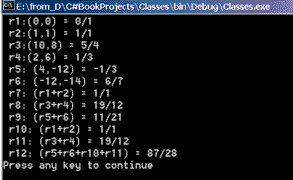 E:\from_D\C#BookProjects\Classes\bin\Debug\Classes.exe
r1:(0,0) = 0/1
r2:(1,1) = 1/1
r3:(10,8) = 5/4
r4:(2,6) = 1/3
r5: (4,-12) = -1/3
r6: (-12,-14) = 6/7
r7: (r1+r2) = 1/1
r8: (r3+r4) = 19/12
r9: (r5+r6) = 11/21
r10: (r1+r2) = 1/1
r11: (r3+r4) = 19/12
r12: (r5+r6+r10+r11) = 87/28
Press any key to continue